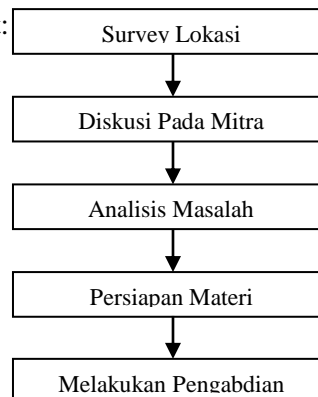 Survey Lokasi
Diskusi Pada Mitra
Analisis Masalah
Persiapan Materi
Melakukan Pengabdian